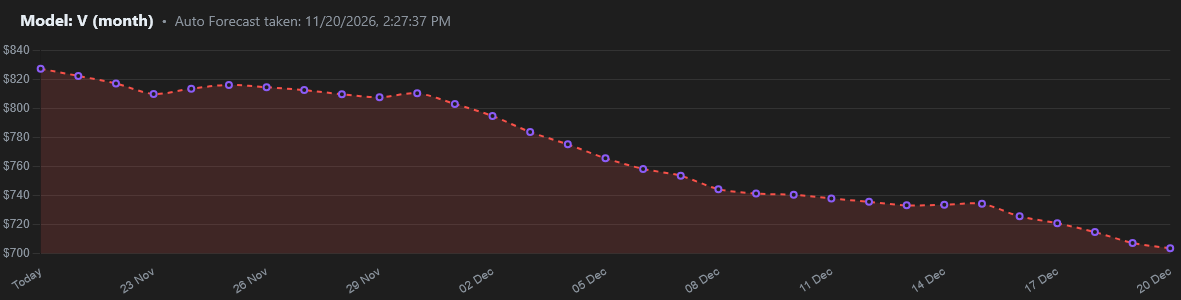 Model: V (month) • Auto Forecast taken: 11/20/2026, 2:27:37 PM
$840
$820
$800
$780
$760
$740
$720
$700
Today
23 Nov
26 Nov
29 Nov
02 Dec
05 Dec
08 Dec
11 Dec
14 Dec
17 Dec
20 Dec